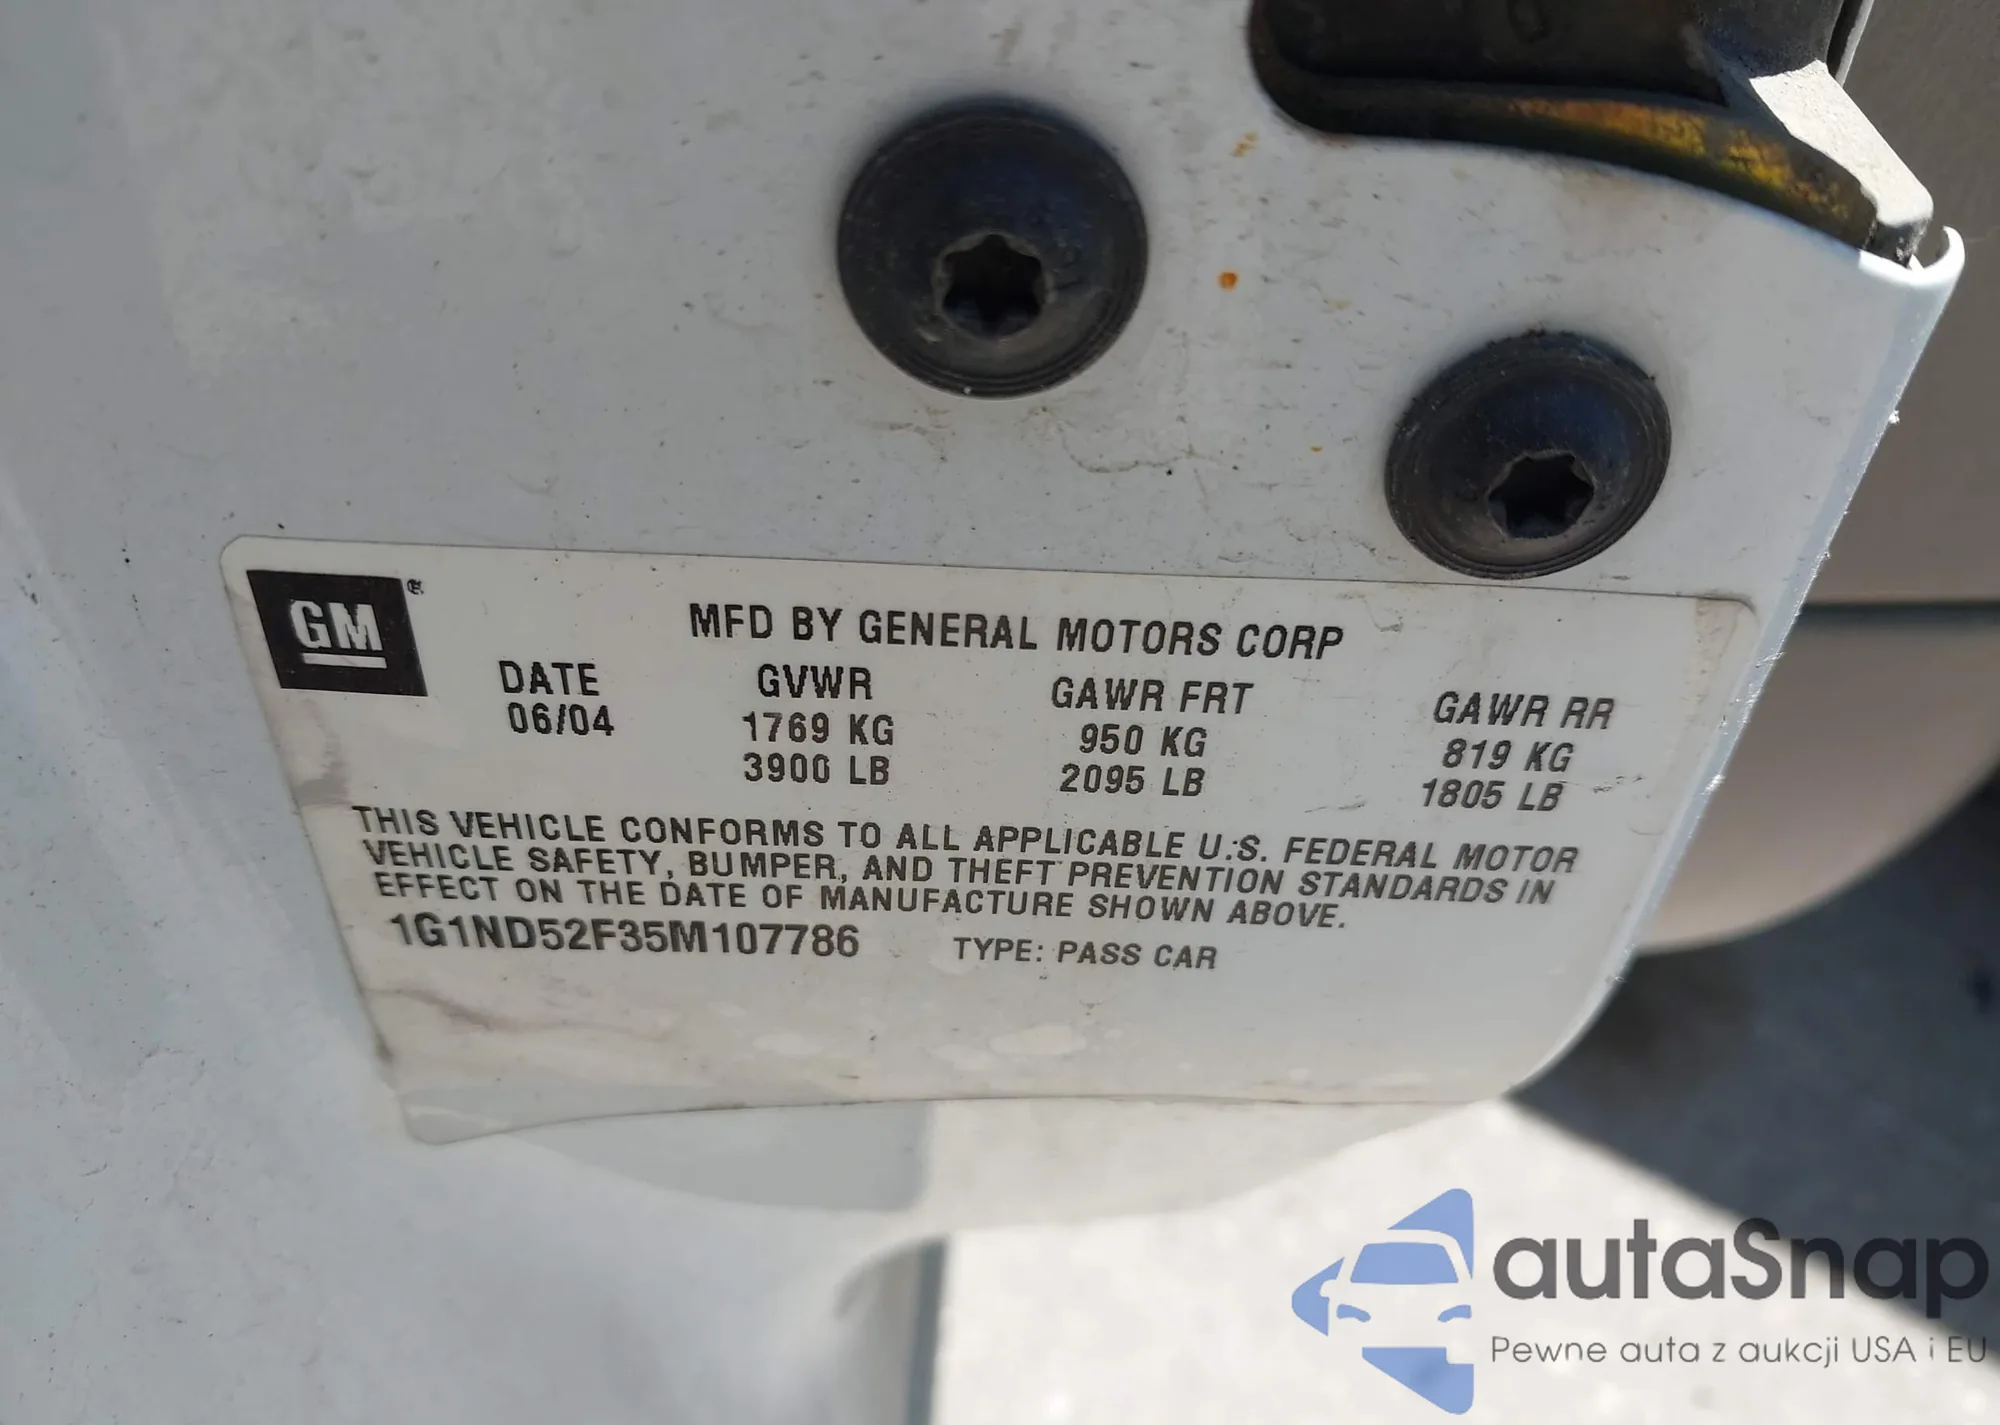 GM®
MFD BY GENERAL MOTORS CORP
DATE GVWR GAWR FRT GAWR RR
06/04 1769 KG 950 KG 819 KG
3900 LB 2095 LB 1805 LB
THIS VEHICLE CONFORMS TO ALL APPLICABLE U.S. FEDERAL MOTOR
VEHICLE SAFETY, BUMPER, AND THEFT PREVENTION STANDARDS IN
EFFECT ON THE DATE OF MANUFACTURE SHOWN ABOVE.
1G1ND52F35M107786 TYPE: PASS CAR
autaSnap
Pewne auta z aukcji USA i EU